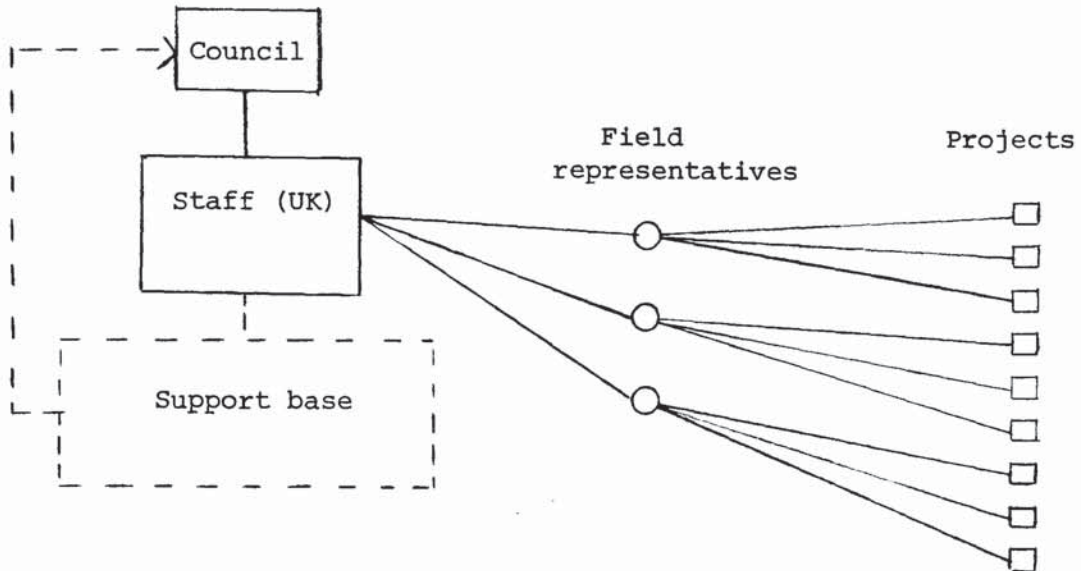 Council
Staff (UK)
Support base
Field
representatives
Projects